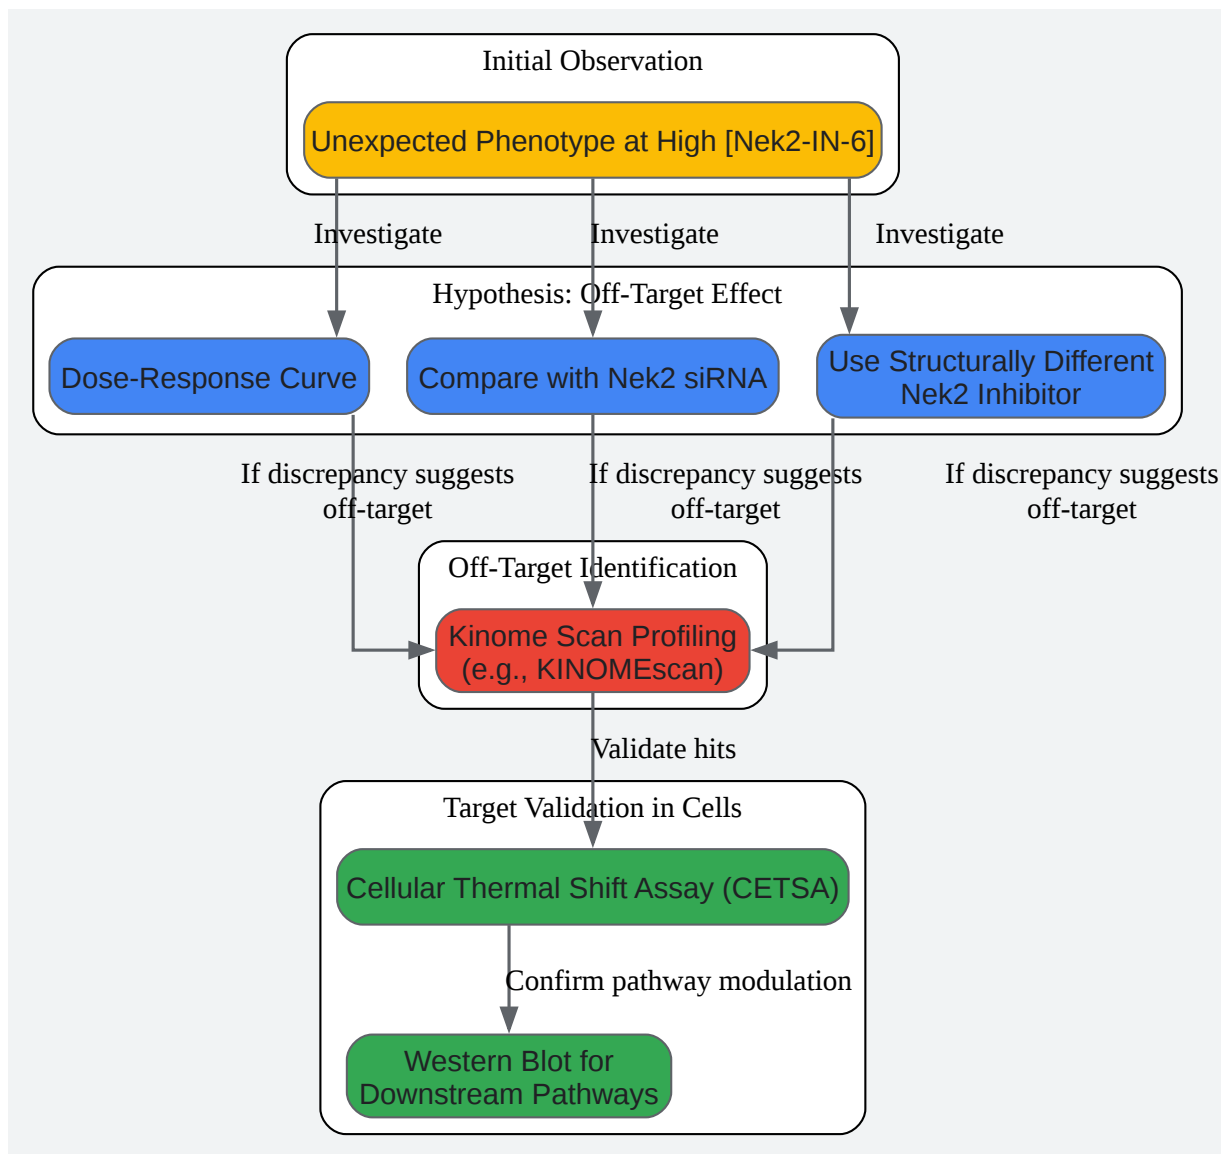 Initial Observation
Unexpected Phenotype at High [Nek2-IN-6]
Investigate
Investigate
Investigate
Hypothesis: Off-Target Effect
Dose-Response Curve
Compare with Nek2 siRNA
Use Structurally Different
Nek2 Inhibitor
If discrepancy suggests
off-target
If discrepancy suggests
off-target
If discrepancy suggests
off-target
Off-Target Identification
Kinome Scan Profiling
(e.g., KINOMEscan)
Validate hits
Target Validation in Cells
Cellular Thermal Shift Assay (CETSA)
Confirm pathway modulation
Western Blot for
Downstream Pathways